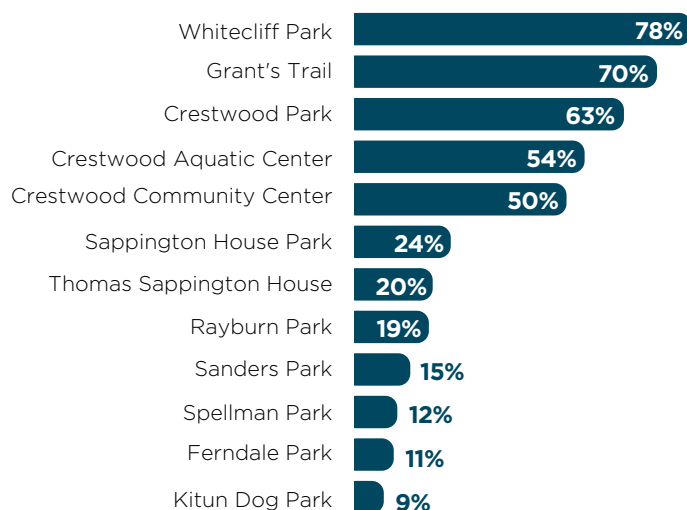 Whitecliff Park 78%
Grant's Trail 70%
Crestwood Park 63%
Crestwood Aquatic Center 54%
Crestwood Community Center 50%
Sappington House Park 24%
Thomas Sappington House 20%
Rayburn Park 19%
Sanders Park 15%
Spellman Park 12%
Ferndale Park 11%
Kitun Dog Park 9%